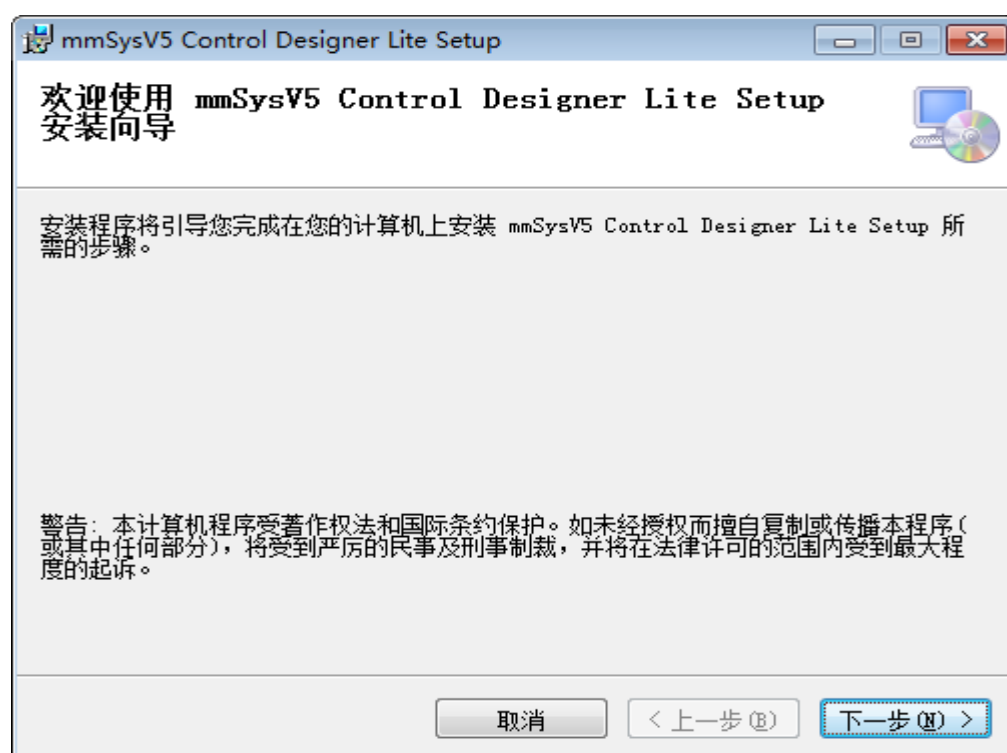 mmSysV5 Control Designer Lite Setup
欢迎使用 mmSysV5 Control Designer Lite Setup
安装向导
安装程序将引导您完成在您的计算机上安装 mmSysV5 Control Designer Lite Setup 所
需的步骤。
警告: 本计算机程序受著作权法和国际条约保护。如未经授权而擅自复制或传播本程序(
或其中任何部分), 将受到严厉的民事及刑事制裁, 并将在法律许可的范围内受到最大程
度的起诉。
取消 < 上一步(B) 下一步(N) >